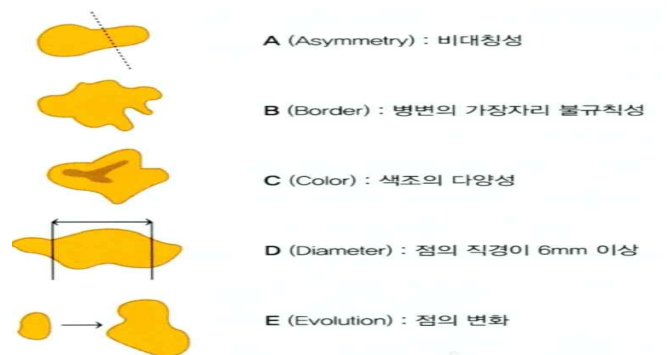 A (Asymmetry) : 비대칭성
B (Border) : 병변의 가장자리 불규칙성
C (Color) : 색조의 다양성
D (Diameter) : 점의 직경이 6mm 이상
E (Evolution) : 점의 변화